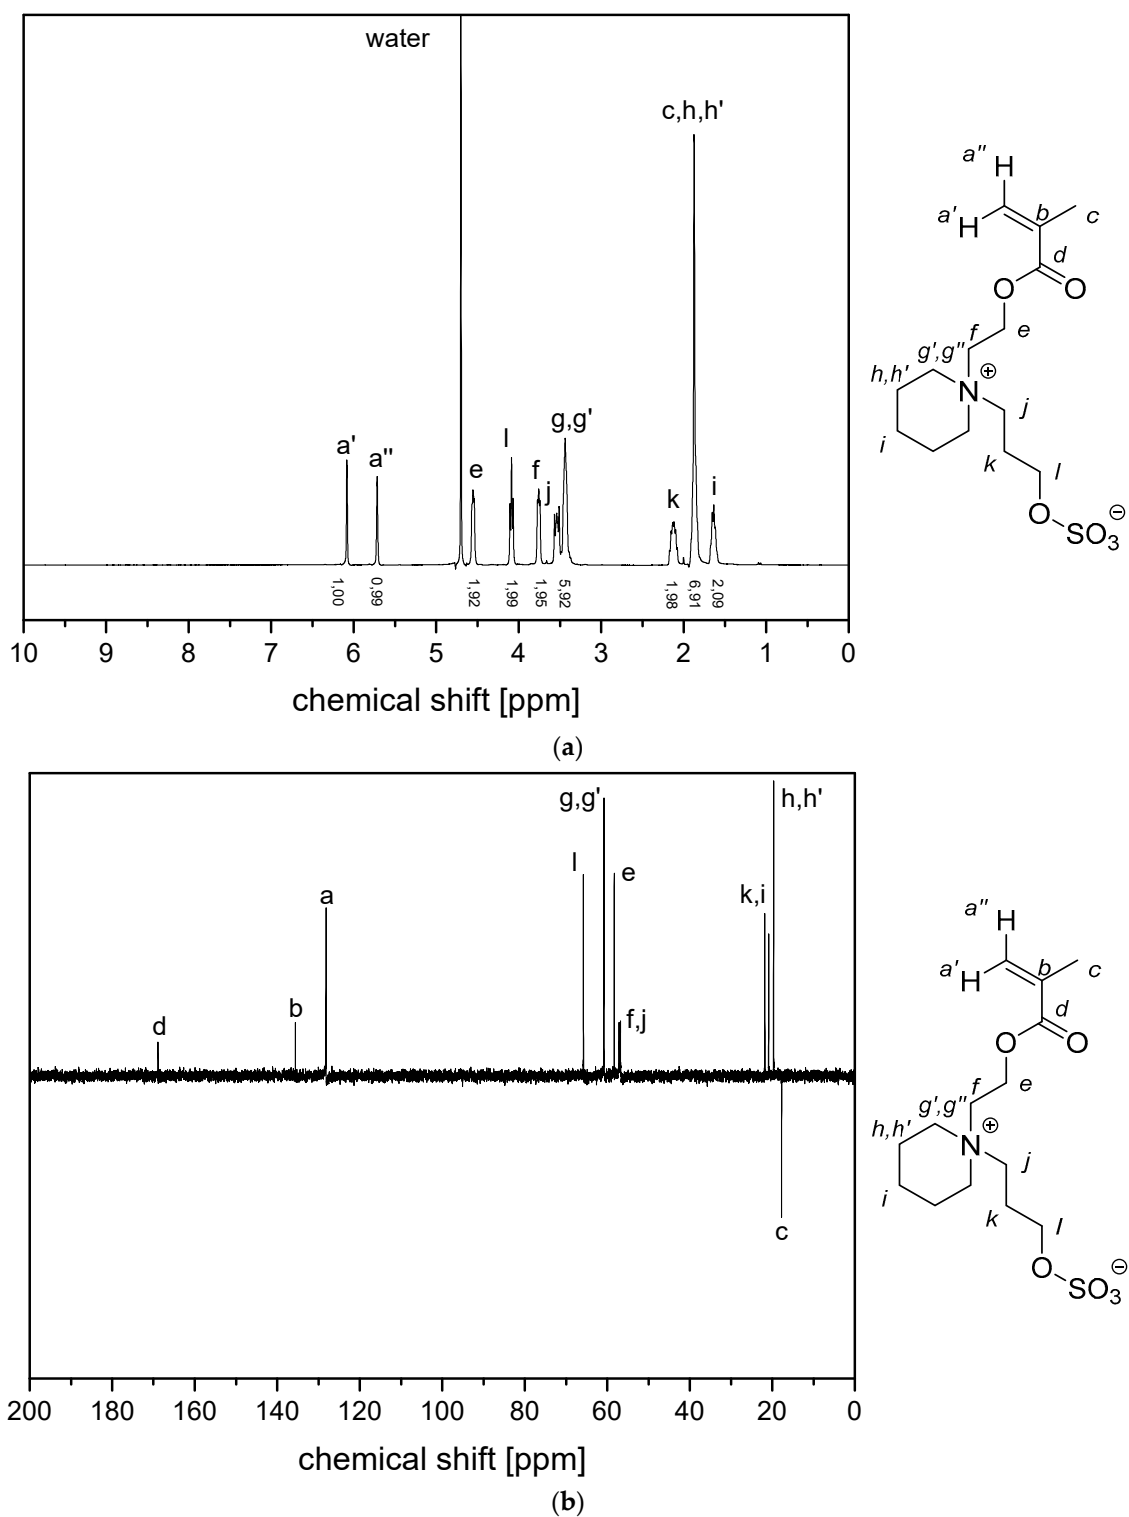 water
c,h,h'
a'
a''
e
l
f
j
g,g'
k
i
1,00
0,99
1,92
1,99
1,95
5,92
1,98
6,91
2,09
10 9 8 7 6 5 4 3 2 1 0
chemical shift [ppm]
a''
H
a'
H
b
c
d
O
O
f
e
g',g''
h,h'
⊕
N
j
i
k
l
O
SO3
⊖
(a)
g,g'
h,h'
l
e
k,i
a
b
f,j
d
c
200 180 160 140 120 100 80 60 40 20 0
chemical shift [ppm]
a''
H
a'
H
b
c
d
O
O
f
e
g',g''
h,h'
⊕
N
j
i
k
l
O
SO3
⊖
(b)